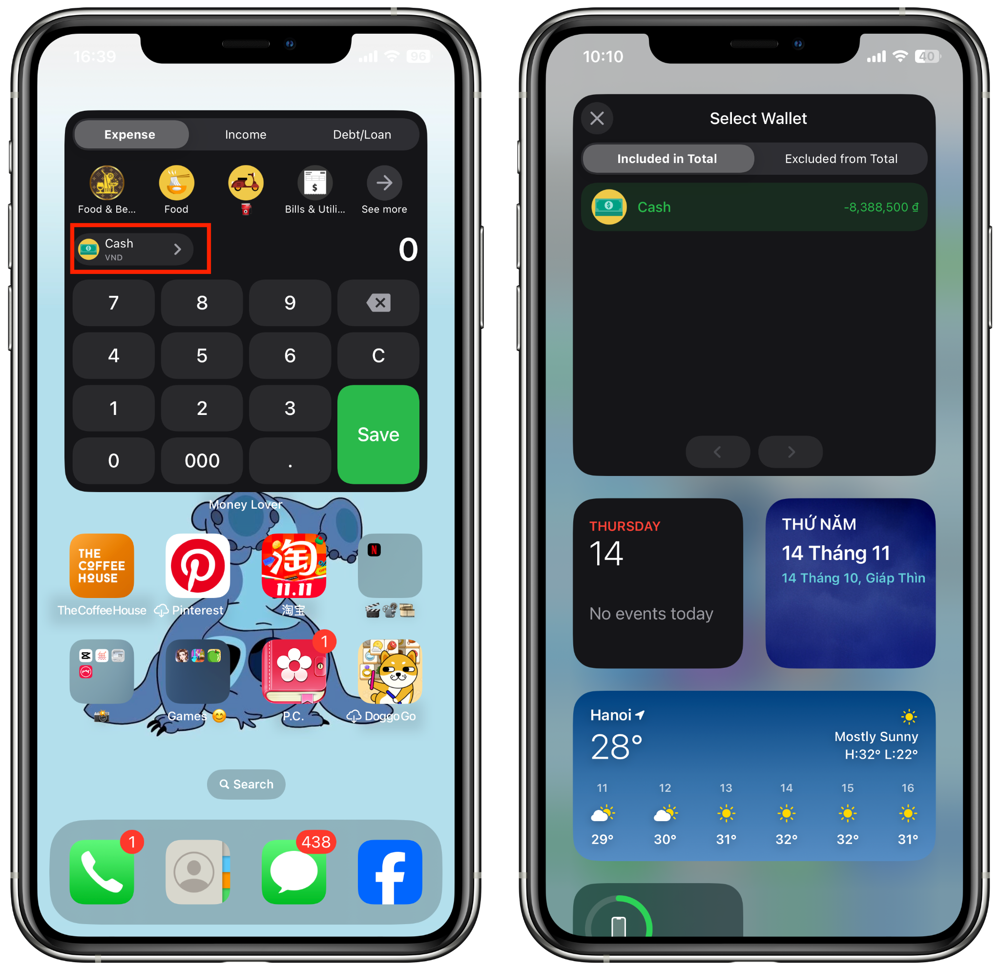 16:39
96
Expense
Income
Debt/Loan
Food & Be...
Food
Bills & Utili...
See more
Cash
VND
0
7
8
9
4
5
6
C
1
2
3
Save
0
000
.
Money Lover
THE
COFFEE
HOUSE
淘
11.11
N
TheCoffeeHouse
Pinterest
淘宝
1
Games 😊
P.C.
DoggoGo
Search
1
438
10:10
40
Select Wallet
Included in Total
Excluded from Total
Cash
-8,388,500 ₫
THURSDAY
14
No events today
THỨ NĂM
14 Tháng 11
14 Tháng 10, Giáp Thìn
Hanoi
28°
Mostly Sunny
H:32° L:22°
11 12 13 14 15 16
29° 30° 31° 32° 32° 31°